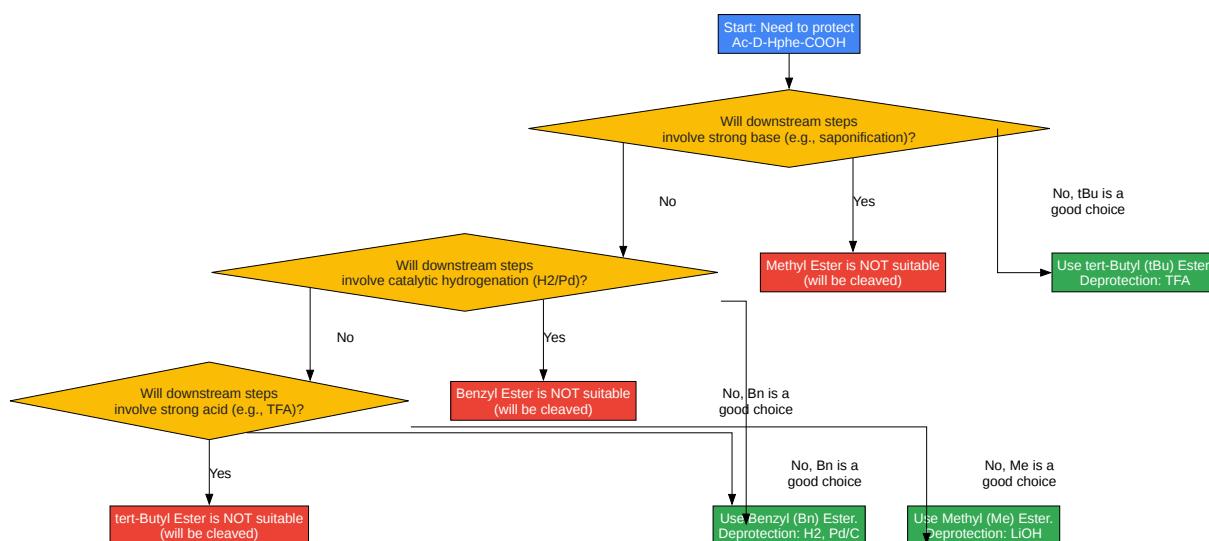 Start: Need to protect
Ac-D-Hphe-COOH
Will downstream steps
involve strong base (e.g., saponification)?
No
Yes
No, tBu is a
good choice
Will downstream steps
involve catalytic hydrogenation (H2/Pd)?
Methyl Ester is NOT suitable
(will be cleaved)
Use tert-Butyl (tBu) Ester
Deprotection: TFA
No
Yes
Will downstream steps
involve strong acid (e.g., TFA)?
Benzyl Ester is NOT suitable
(will be cleaved)
No, Bn is a
good choice
Yes
No, Bn is a
good choice
No, Me is a
good choice
tert-Butyl Ester is NOT suitable
(will be cleaved)
Use Benzyl (Bn) Ester.
Deprotection: H2, Pd/C
Use Methyl (Me) Ester.
Deprotection: LiOH